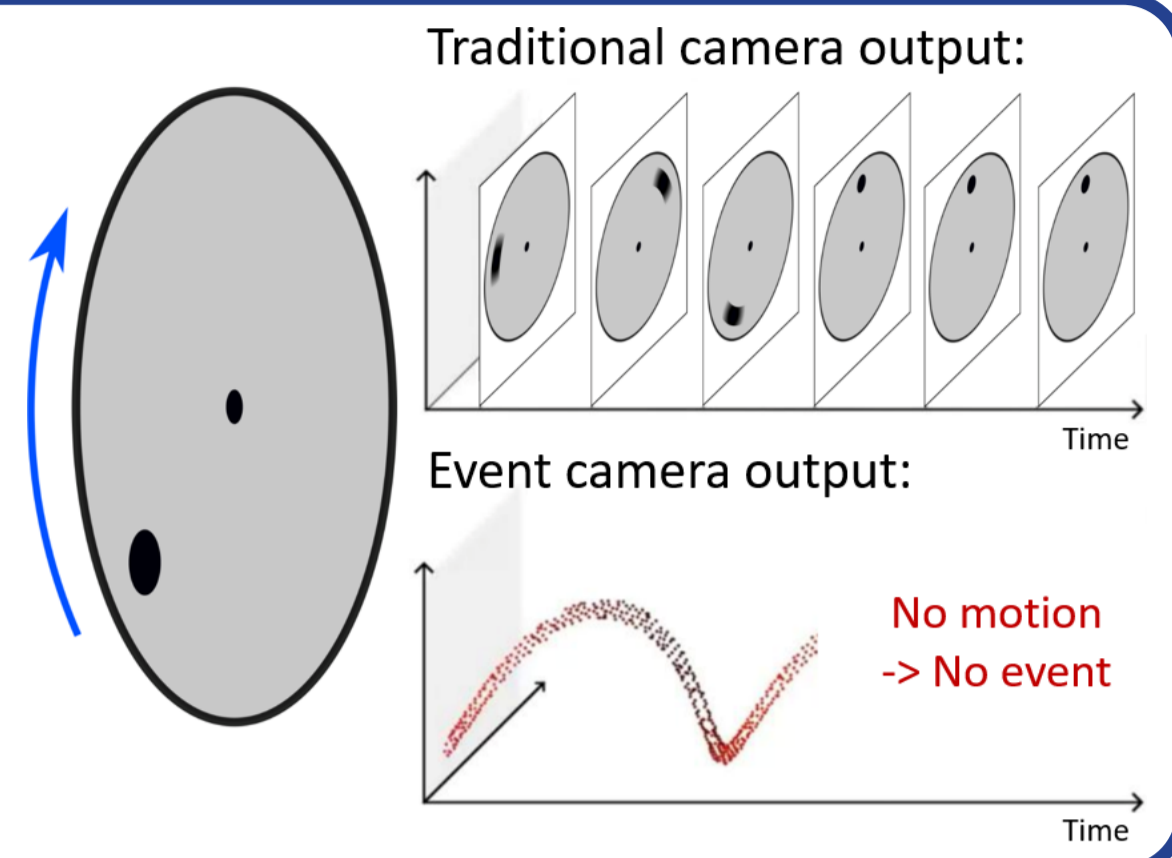 Traditional camera output:
Time
Event camera output:
No motion
-> No event
Time